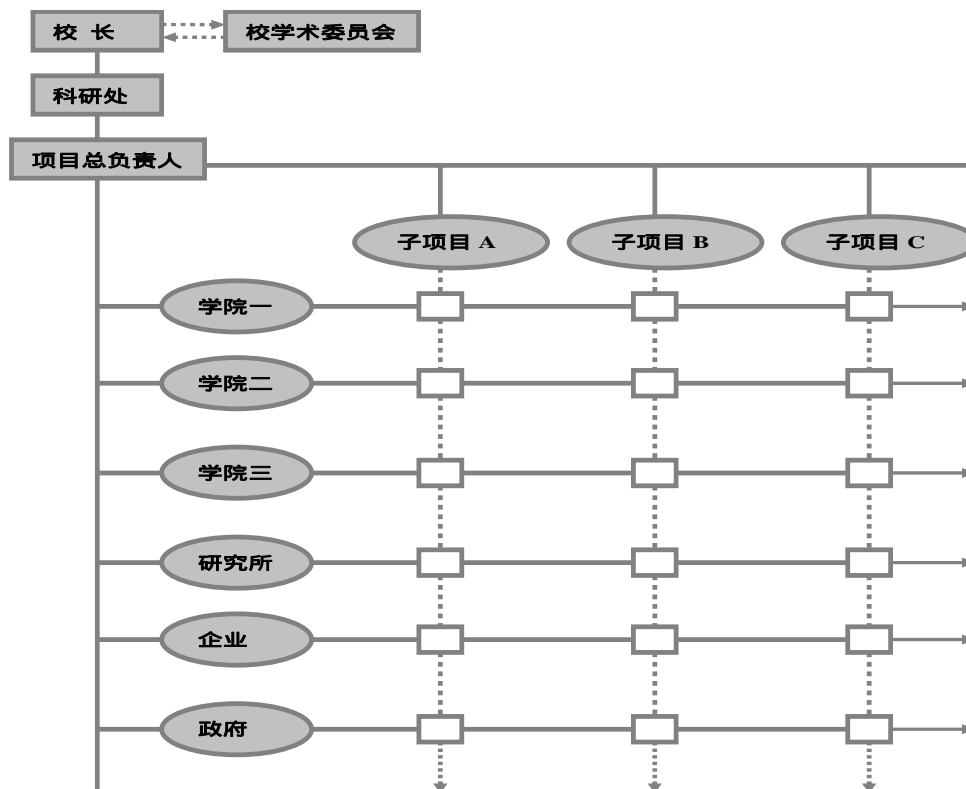 校 长
校学术委员会
科研处
项目总负责人
子项目 A
子项目 B
子项目 C
学院一
学院二
学院三
研究所
企业
政府